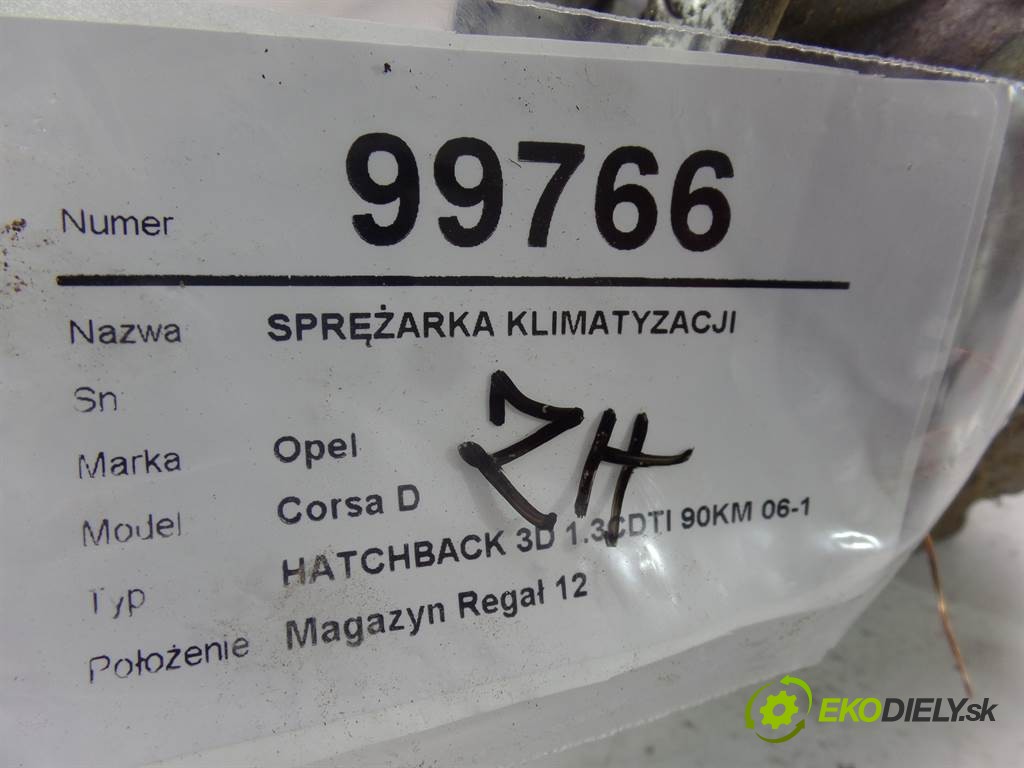 Numer 99766
Nazwa SPRĘŻARKA KLIMATYZACJI
Sn
Marka Opel
Model Corsa D
Typ HATCHBACK 3D 1.3CDTI 90KM 06-1
Położenie Magazyn Regał 12
ZH
EKODIELY.sk